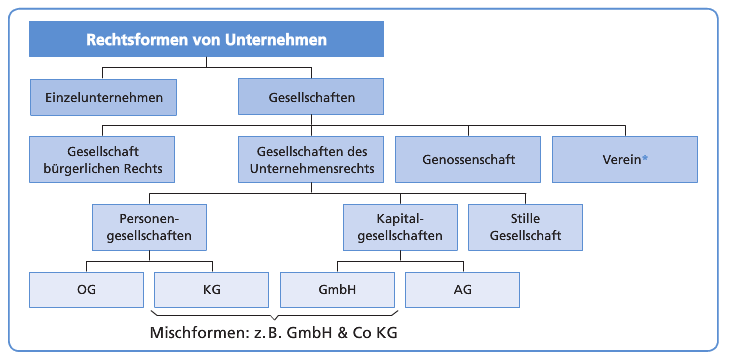 Rechtsformen von Unternehmen
Einzelunternehmen
Gesellschaften
Gesellschaft
bürgerlichen Rechts
Gesellschaften des
Unternehmensrechts
Genossenschaft
Verein*
Personen-
gesellschaften
Kapital-
gesellschaften
Stille
Gesellschaft
OG
KG
GmbH
AG
Mischformen: z. B. GmbH & Co KG